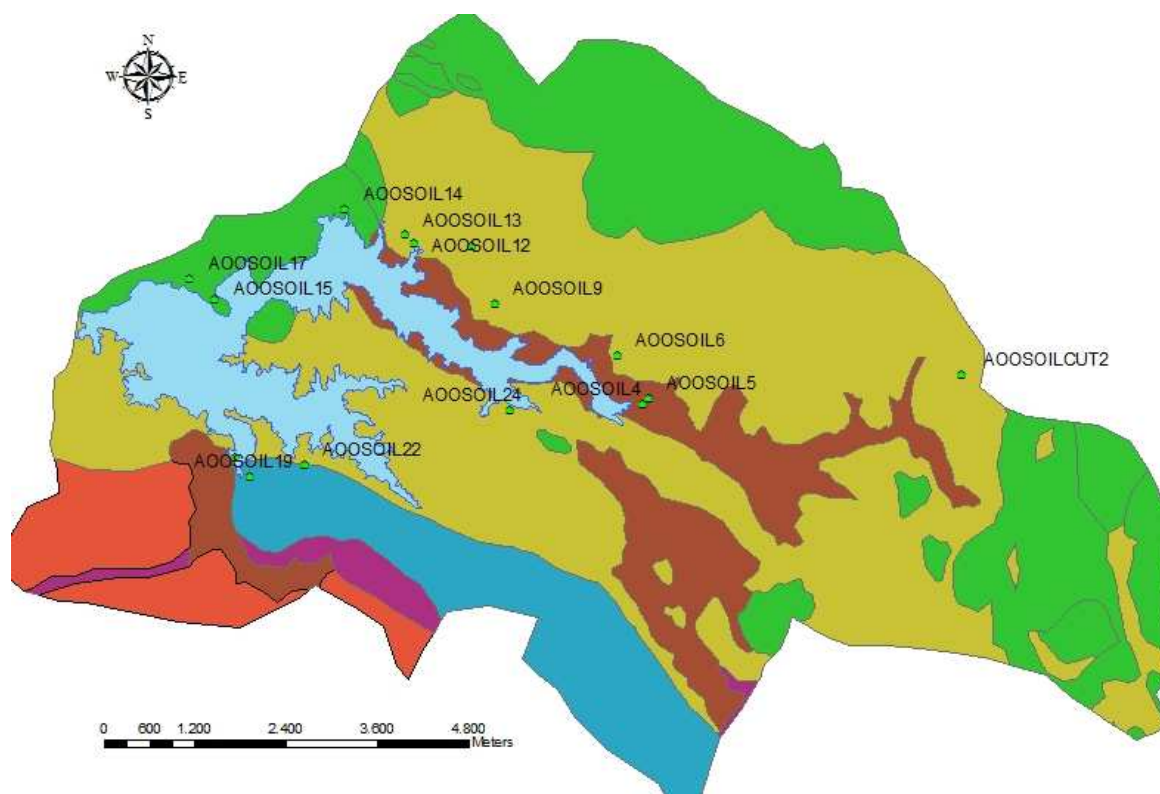 N
W E
S
AOOSOIL14
AOOSOIL13
AOOSOIL12
AOOSOIL17
AOOSOIL15
AOOSOIL9
AOOSOIL6
AOOSOILCUT2
AOOSOIL24
AOOSOIL4
AOOSOIL5
AOOSOIL22
AOOSOIL19
0 600 1.200 2.400 3.600 4.800
Meters